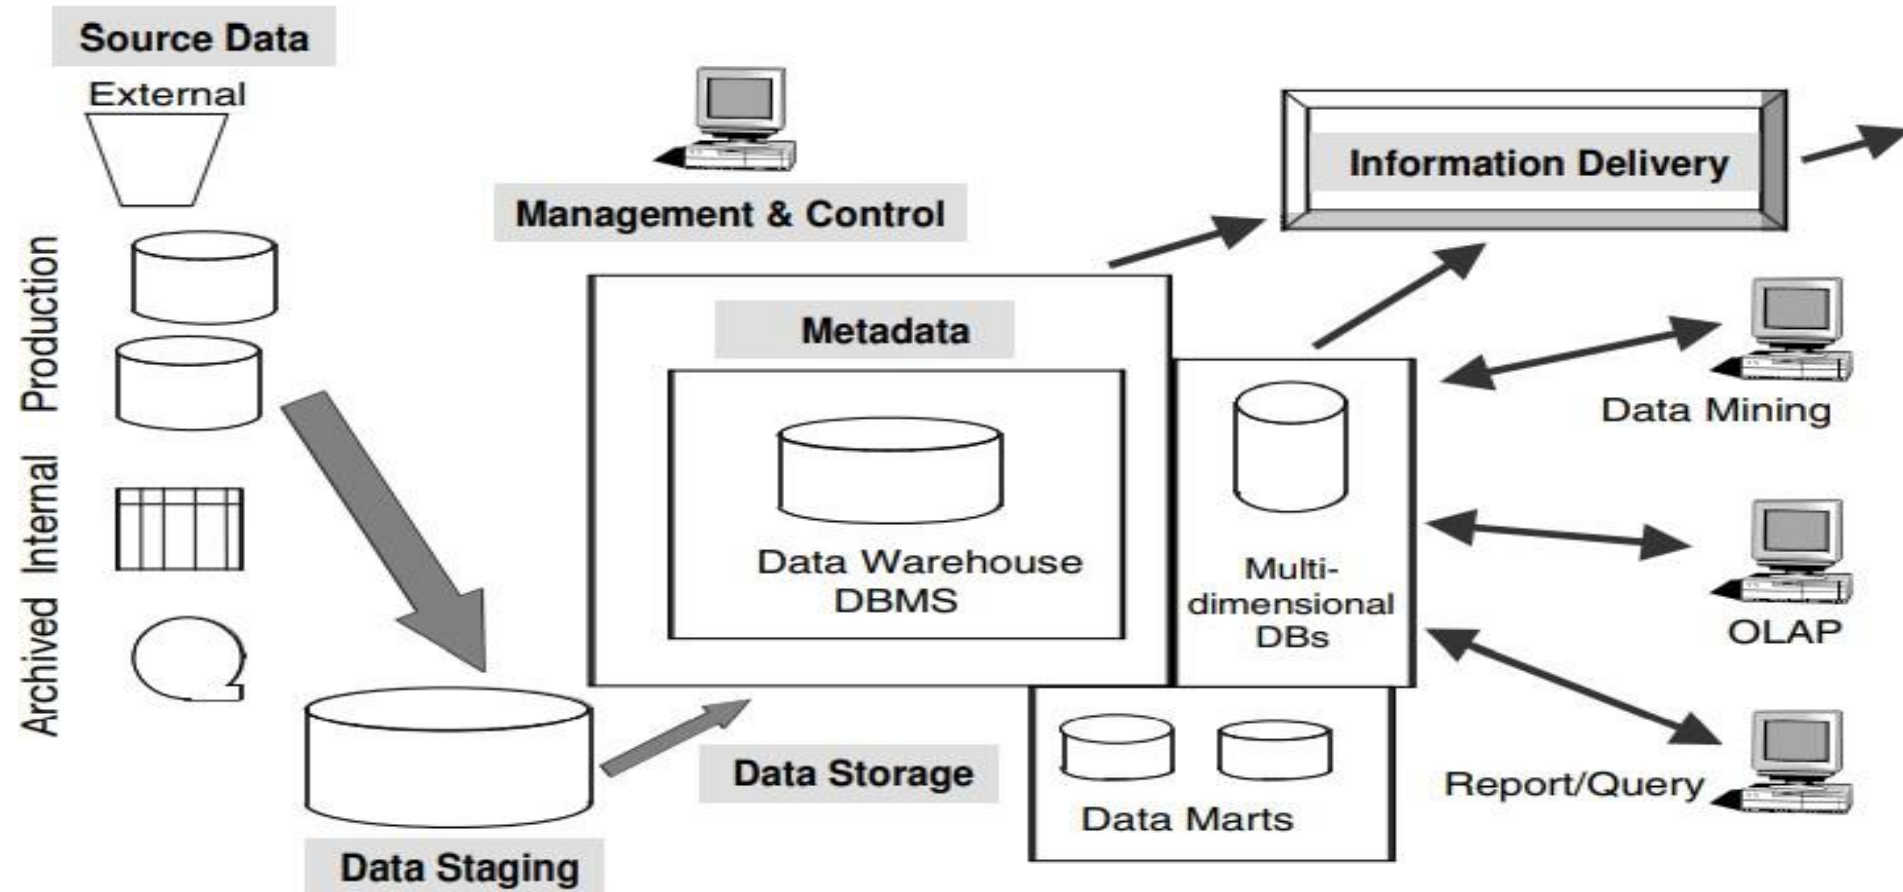 Source Data
External
Production
Internal
Archived
Management & Control
Information Delivery
Metadata
Data Warehouse
DBMS
Multi-
dimensional
DBs
Data Mining
OLAP
Report/Query
Data Marts
Data Storage
Data Staging